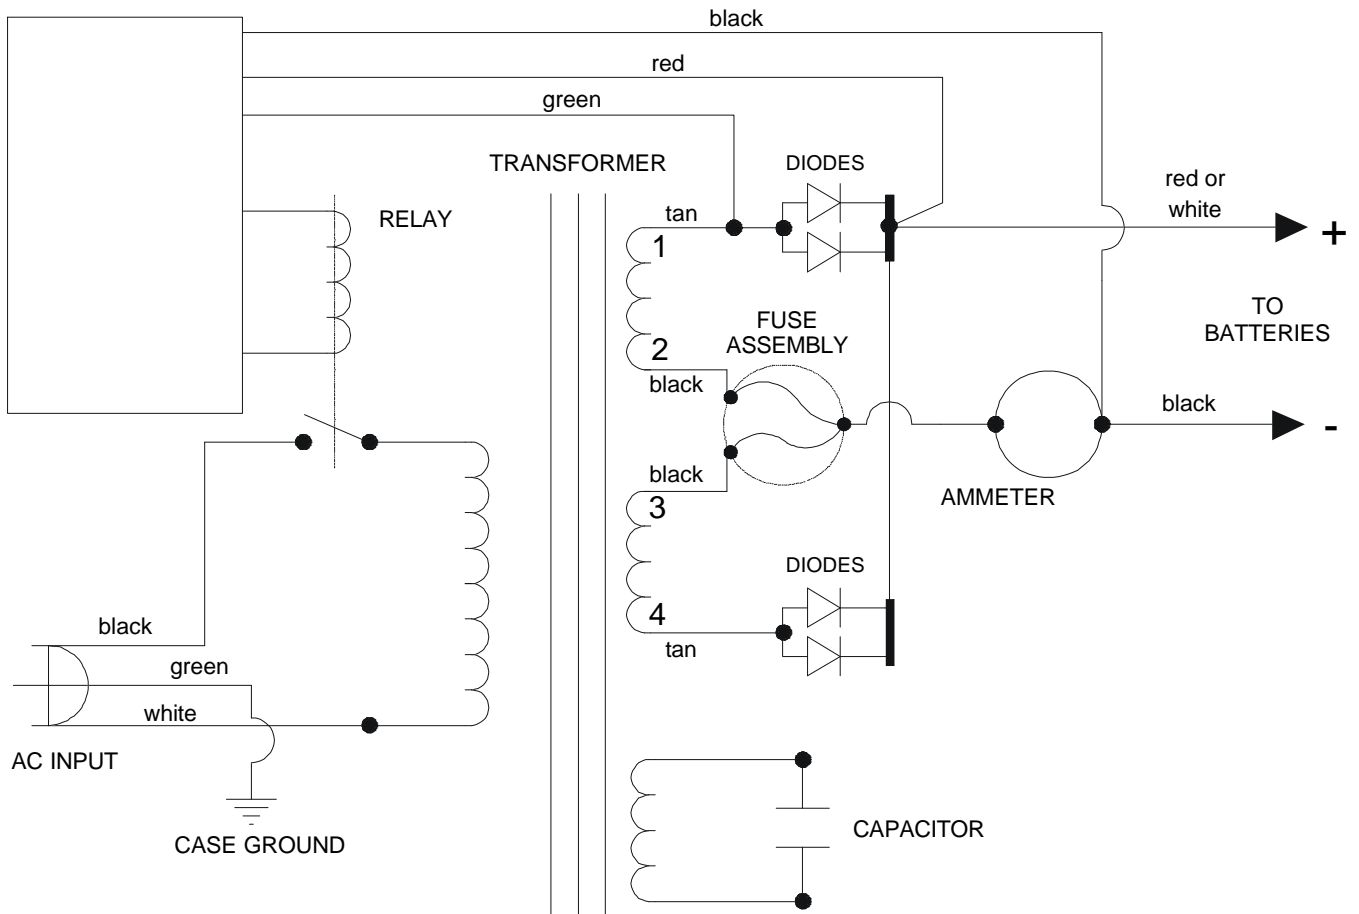 black
red
green
TRANSFORMER
DIODES
red or
white
RELAY
tan
1
+
TO
BATTERIES
FUSE
ASSEMBLY
2
black
black
-
black
3
AMMETER
DIODES
4
tan
black
green
white
AC INPUT
CASE GROUND
CAPACITOR